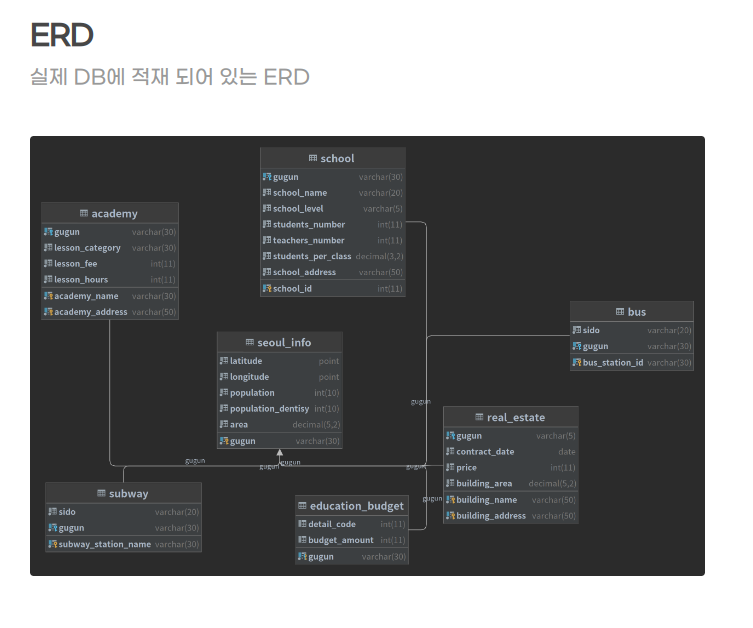 ERD
실제 DB에 적재 되어 있는 ERD
school
gugun varchar(30)
school_name varchar(20)
school_level varchar(5)
students_number int(11)
teachers_number int(11)
students_per_class decimal(3,2)
school_address varchar(50)
school_id int(11)
academy
gugun varchar(30)
lesson_category varchar(30)
lesson_fee int(11)
lesson_hours int(11)
academy_name varchar(30)
academy_address varchar(50)
bus
sido varchar(20)
gugun varchar(30)
bus_station_id varchar(30)
seoul_info
latitude point
longitude point
population int(10)
population_dentisy int(10)
area decimal(5,2)
gugun varchar(30)
gugun
real_estate
gugun varchar(5)
contract_date date
price int(11)
building_area decimal(5,2)
building_name varchar(50)
building_address varchar(50)
gugun
gugun
gugun
gugun
gugun
subway
sido varchar(20)
gugun varchar(30)
subway_station_name varchar(30)
education_budget
detail_code int(11)
budget_amount int(11)
gugun varchar(30)